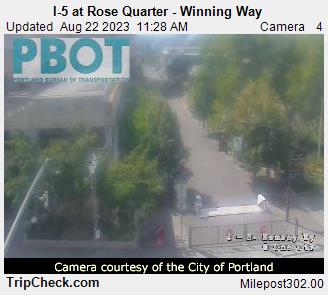 I-5 at Rose Quarter - Winning Way
Updated Aug 22 2023 11:28 AM Camera 4
PBOT
PORTLAND BUREAU OF TRANSPORTATION
Camera courtesy of the City of Portland
TripCheck.com Milepost302.00